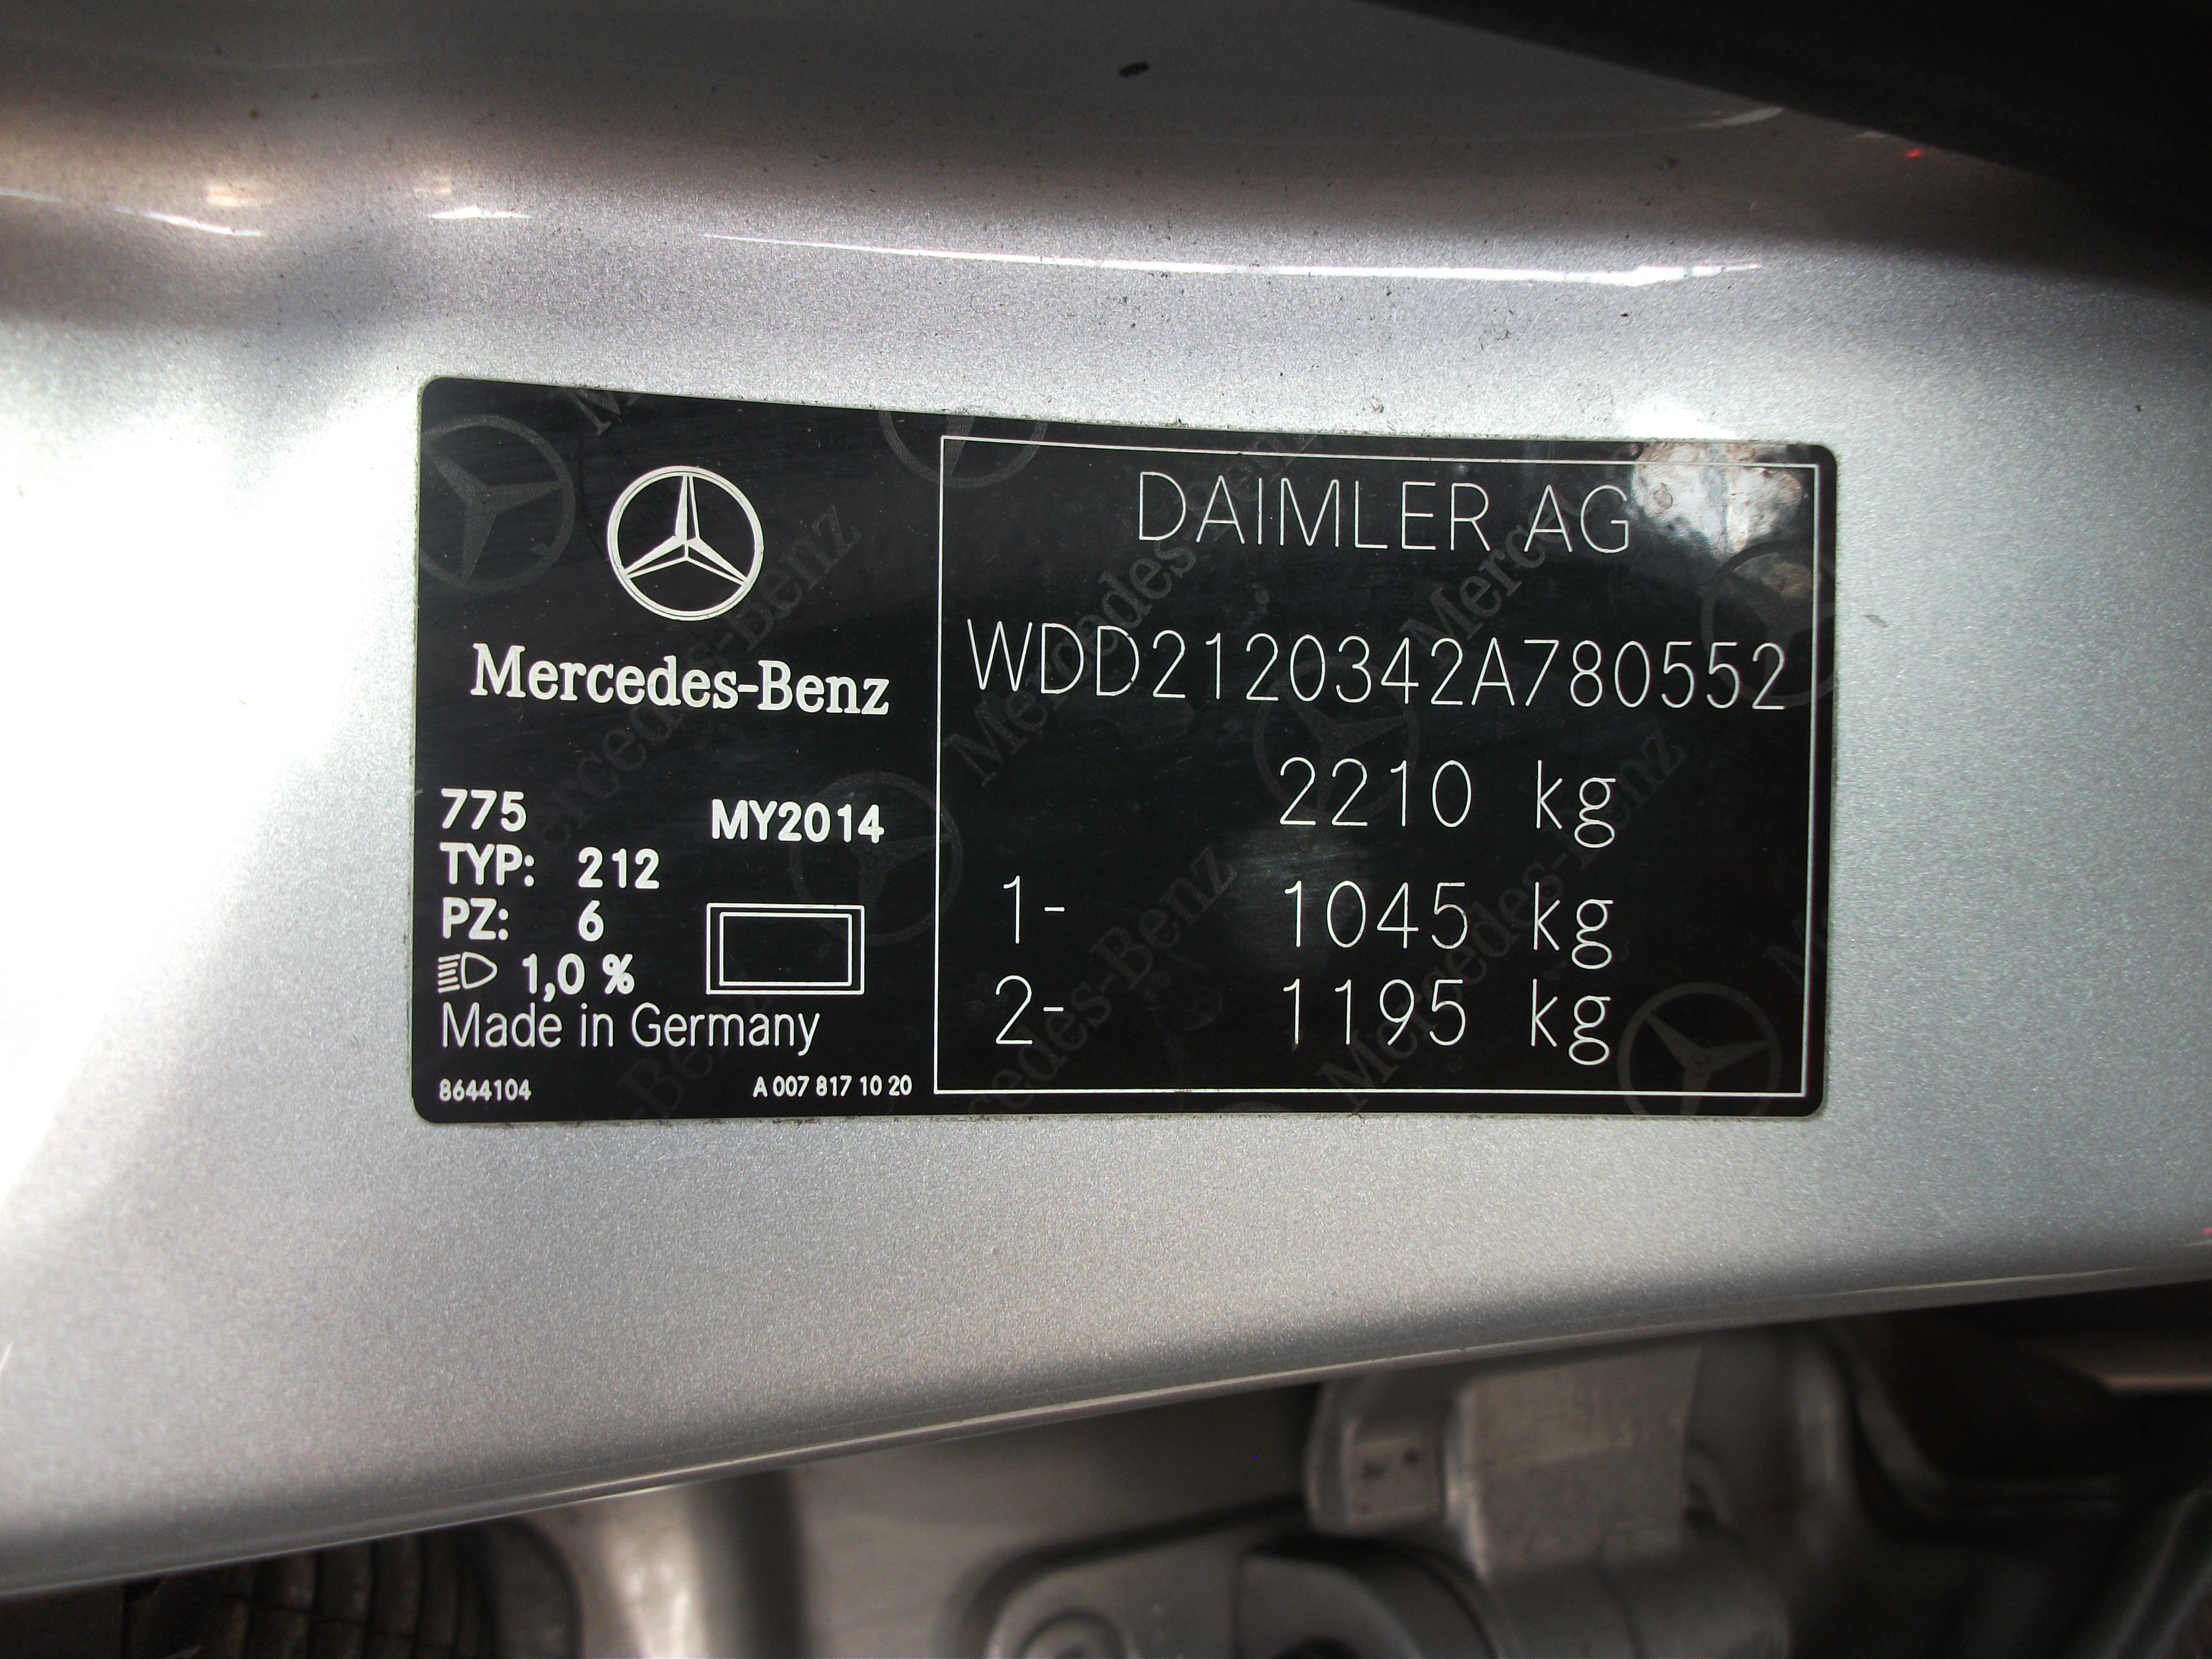 Mercedes-Benz
775 MY2014
TYP: 212
PZ: 6
1,0 %
Made in Germany
8644104 A 007 817 10 20
DAIMLER AG
WDD2120342A780552
2210 kg
1- 1045 kg
2- 1195 kg